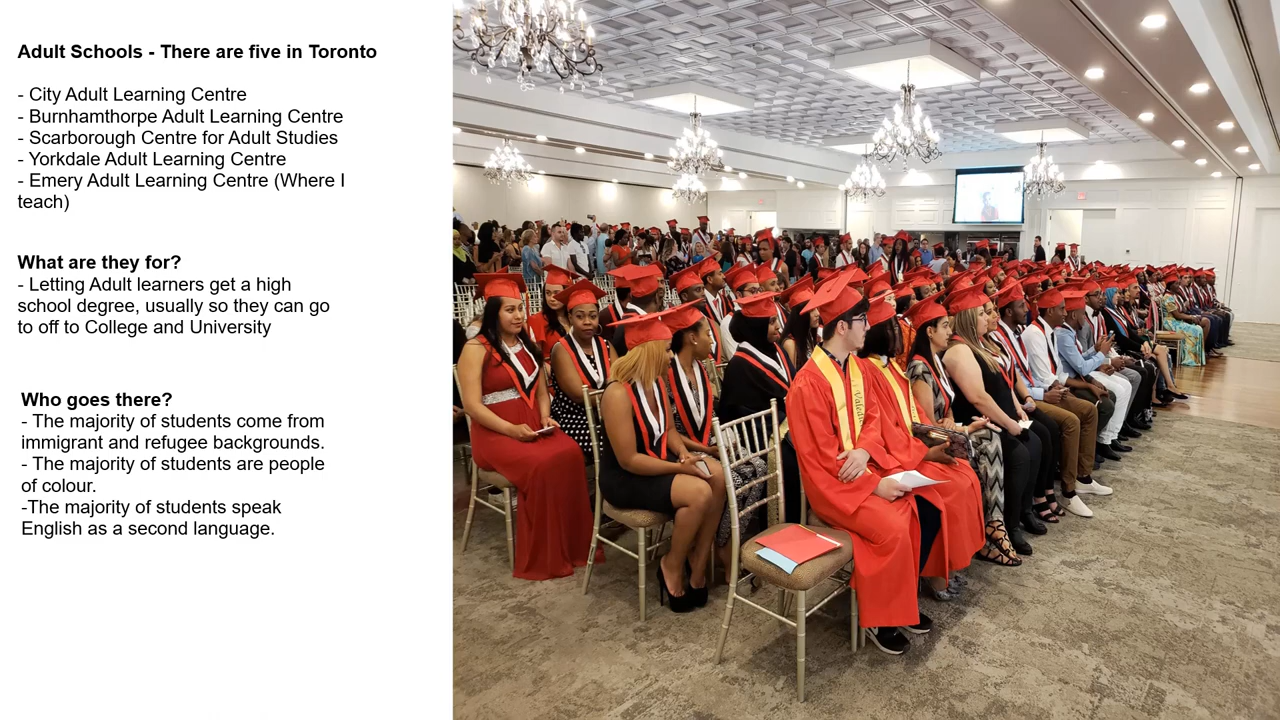 Adult Schools - There are five in Toronto
- City Adult Learning Centre
- Burnhamthorpe Adult Learning Centre
- Scarborough Centre for Adult Studies
- Yorkdale Adult Learning Centre
- Emery Adult Learning Centre (Where I
teach)
What are they for?
- Letting Adult learners get a high
school degree, usually so they can go
to off to College and University
Who goes there?
- The majority of students come from
immigrant and refugee backgrounds.
- The majority of students are people
of colour.
-The majority of students speak
English as a second language.